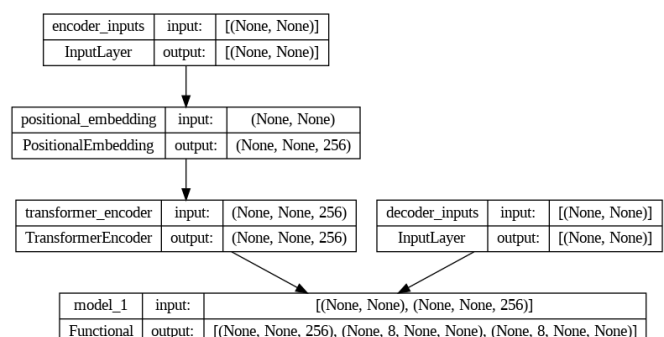 encoder_inputs input: [(None, None)]
InputLayer output: [(None, None)]
positional_embedding input: (None, None)
PositionalEmbedding output: (None, None, 256)
transformer_encoder input: (None, None, 256)
TransformerEncoder output: (None, None, 256)
decoder_inputs input: [(None, None)]
InputLayer output: [(None, None)]
model_1 input: [(None, None), (None, None, 256)]
Functional output: [(None, None, 256), (None, 8, None, None), (None, 8, None, None)]